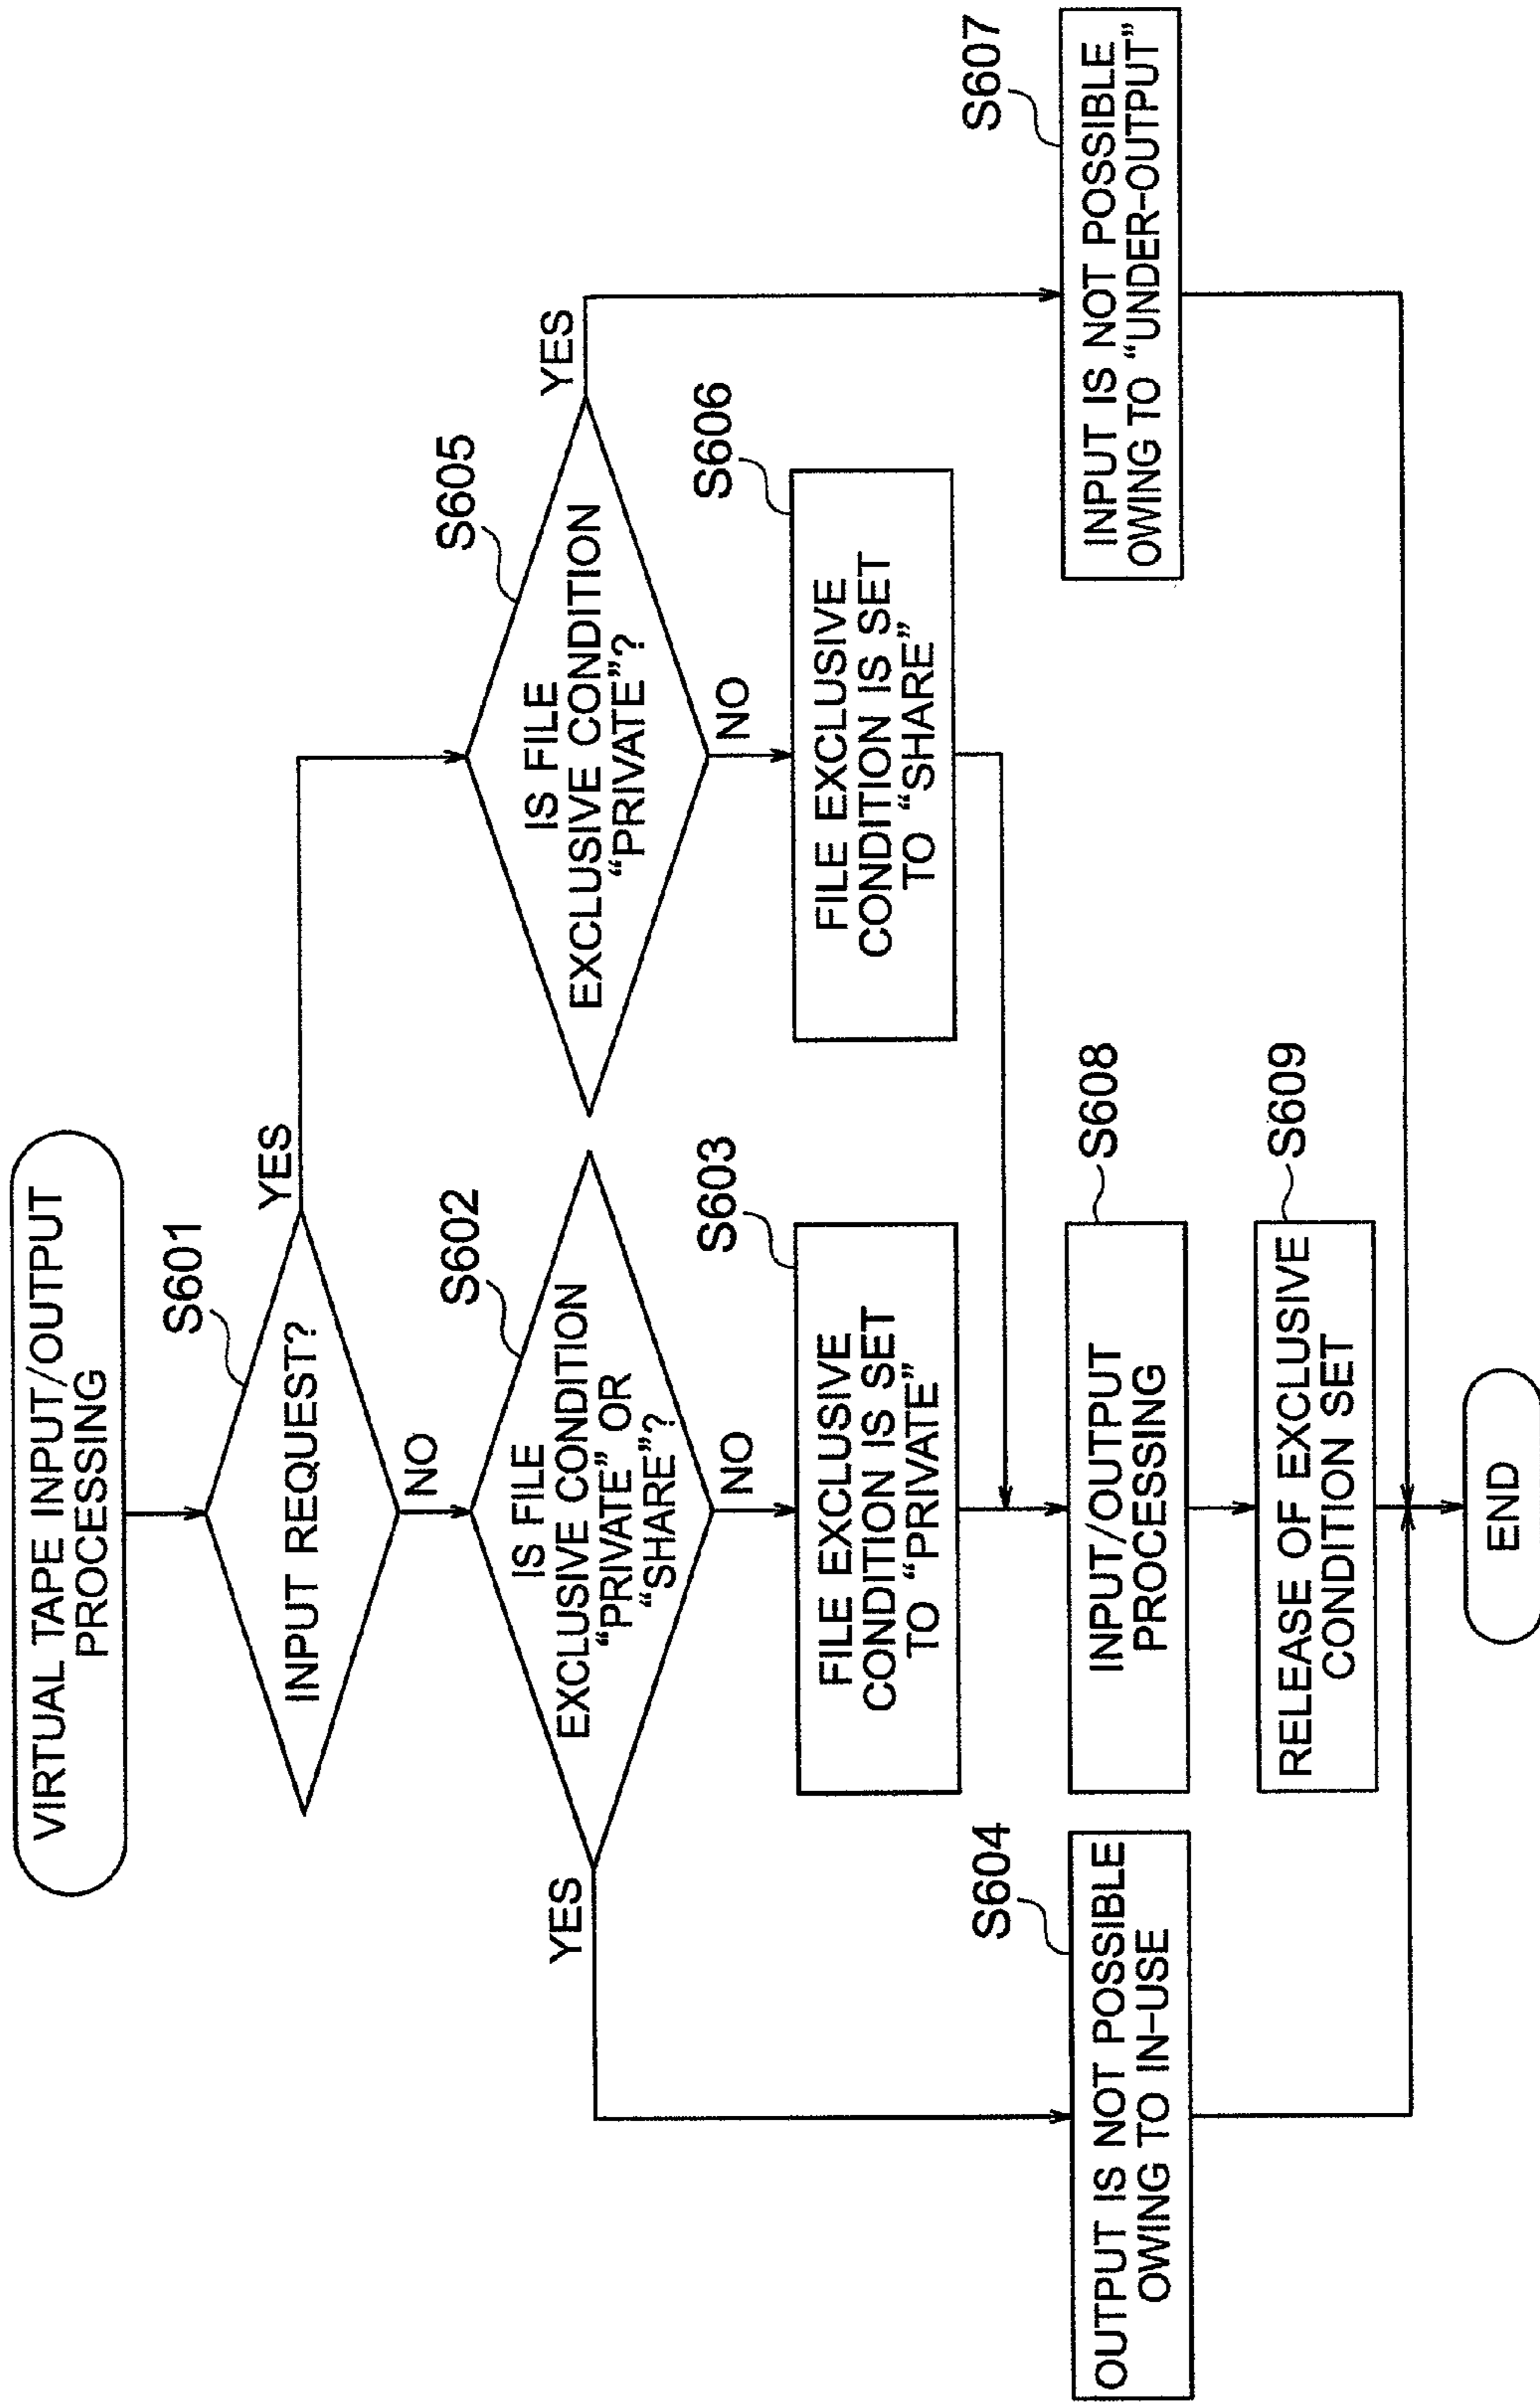 VIRTUAL TAPE INPUT/OUTPUT
PROCESSING
S601
INPUT REQUEST?
YES
NO
S602
IS FILE
EXCLUSIVE CONDITION
“PRIVATE” OR
“SHARE”?
YES
NO
S605
IS FILE
EXCLUSIVE CONDITION
“PRIVATE”?
YES
NO
S603
FILE EXCLUSIVE
CONDITION IS SET
TO “PRIVATE”
S606
FILE EXCLUSIVE
CONDITION IS SET
TO “SHARE”
S604
OUTPUT IS NOT POSSIBLE
OWING TO IN-USE
S608
INPUT/OUTPUT
PROCESSING
S607
INPUT IS NOT POSSIBLE
OWING TO “UNDER-OUTPUT”
S609
RELEASE OF EXCLUSIVE
CONDITION SET
END